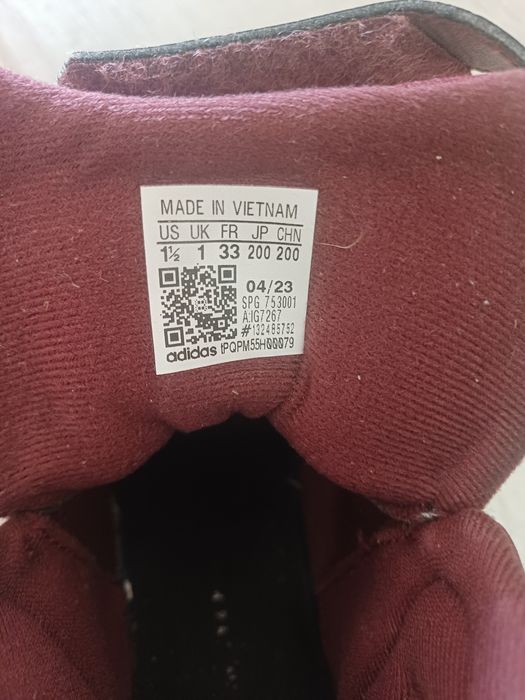 MADE IN VIETNAM
US UK FR JP CHN
1½ 1 33 200 200
04/23
SPG 753001
A:IG7267
#132485752
adidas tPQPM55H00079